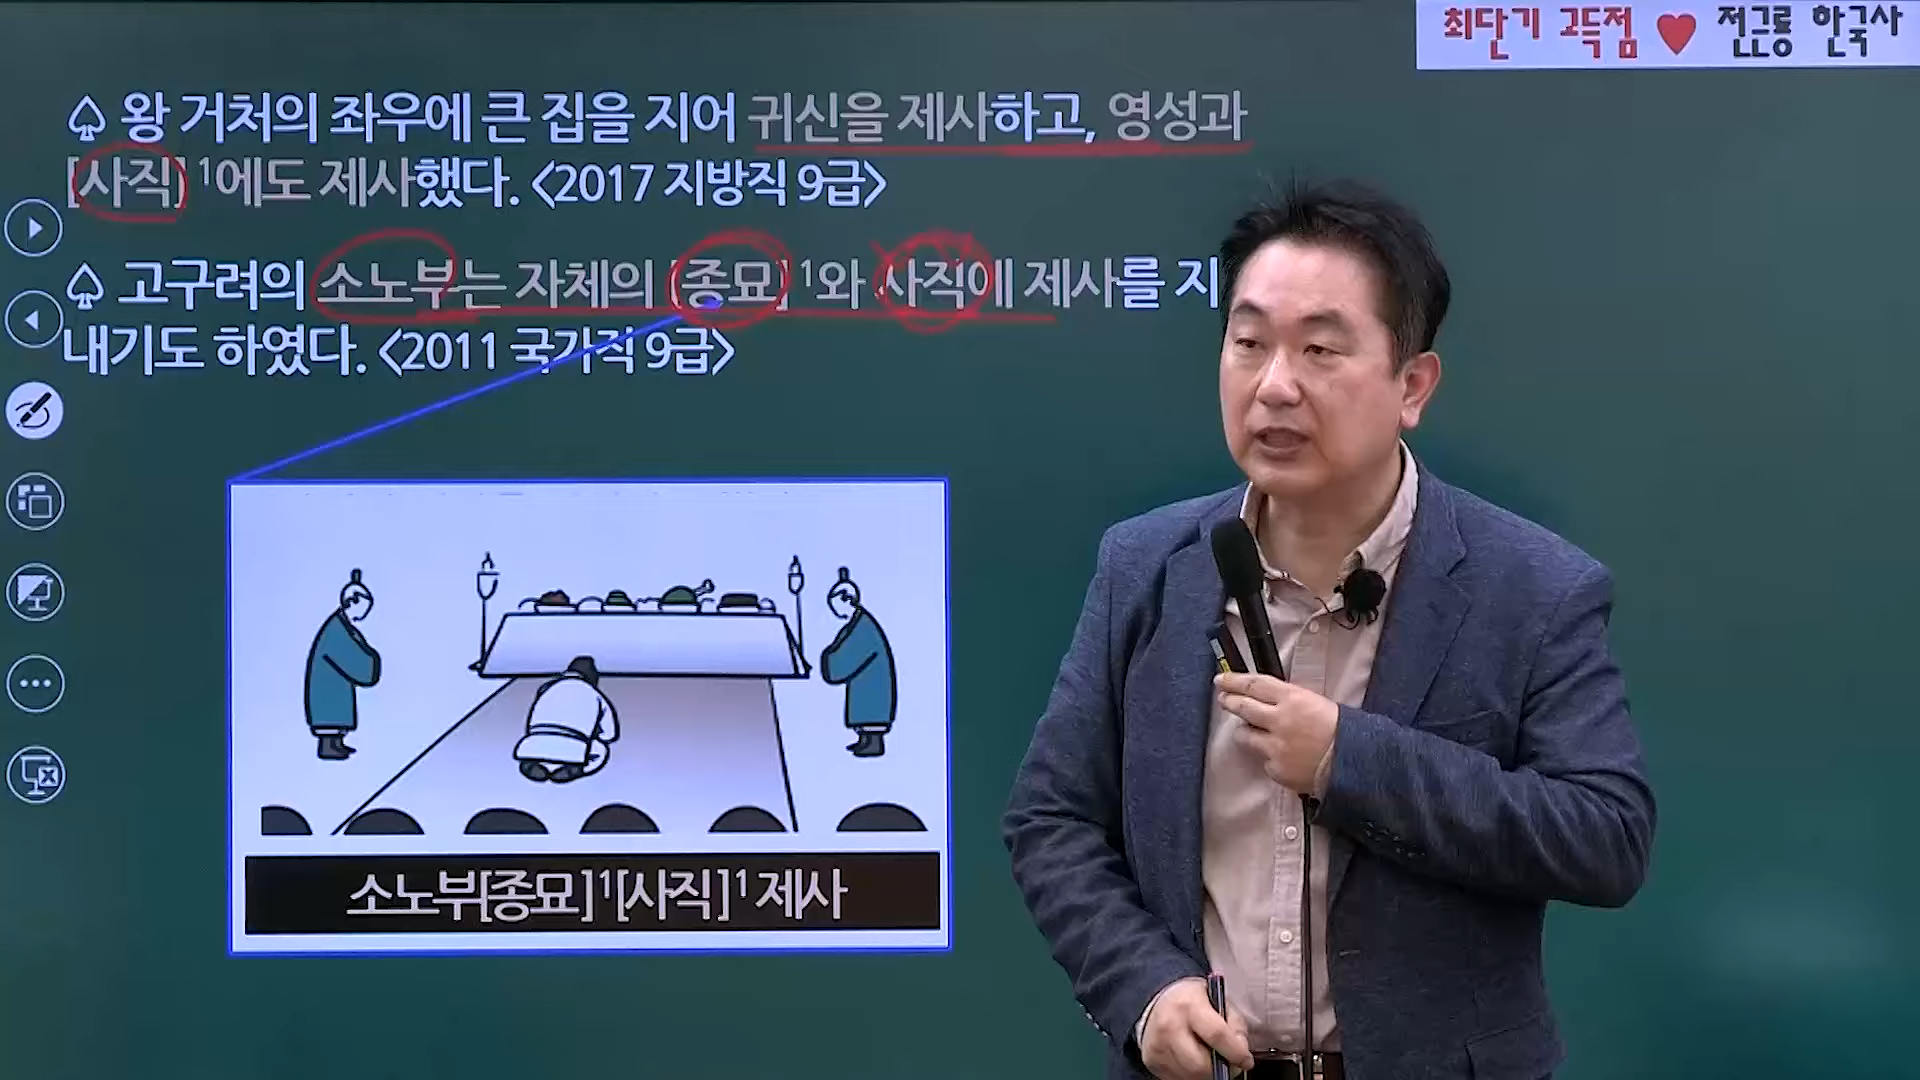 최단기 고득점 ♥ 전근룡 한국사
♤ 왕 거처의 좌우에 큰 집을 지어 귀신을 제사하고, 영성과
[사직] ¹에도 제사했다. <2017 지방직 9급>
♤ 고구려의 소노부는 자체의 [종묘] ¹와 사직에 제사를 지
내기도 하였다. <2011 국가직 9급>
소노부[종묘]¹[사직]¹ 제사